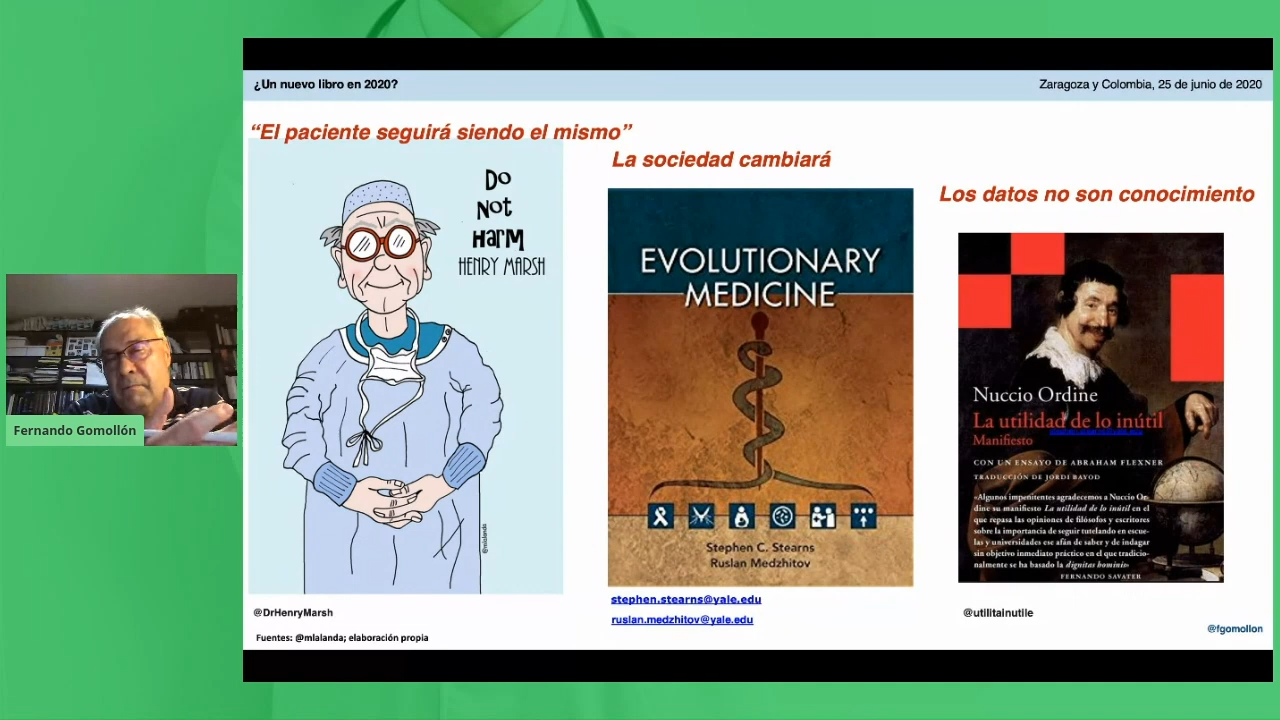 ¿Un nuevo libro en 2020?
Zaragoza y Colombia, 25 de junio de 2020
“El paciente seguirá siendo el mismo”
La sociedad cambiará
Los datos no son conocimiento
Do
Not
Harm
HENRY MARSH
@mlalanda
EVOLUTIONARY
MEDICINE
Stephen C. Stearns
Ruslan Medzhitov
Nuccio Ordine
La utilidad de lo inútil
Manifiesto
CON UN ENSAYO DE ABRAHAM FLEXNER
TRADUCCIÓN DE JORDI BAYOD
«Algunos impenitentes agradecemos a Nuccio Or-
dine su manifiesto La utilidad de lo inútil en el
que repasa las opiniones de filósofos y escritores
sobre la importancia de seguir tutelando en escue-
las y universidades ese afán de saber y de indagar
sin objetivo inmediato práctico en el que tradicio-
nalmente se ha basado la dignitas hominis»
FERNANDO SAVATER
Fernando Gomollón
@DrHenryMarsh
stephen.stearns@yale.edu
ruslan.medzhitov@yale.edu
@utilitainutile
Fuentes: @mlalanda; elaboración propia
@fgomollon